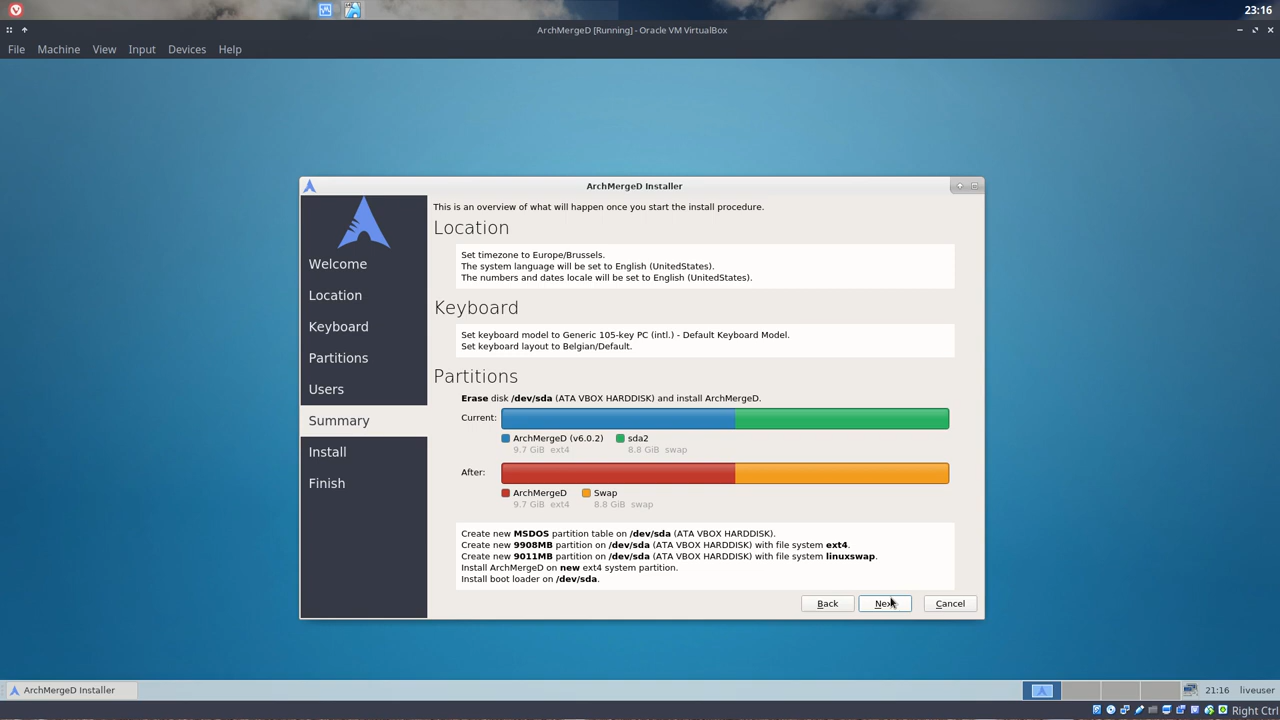 23:16
ArchMergeD [Running] - Oracle VM VirtualBox
File Machine View Input Devices Help
ArchMergeD Installer
Welcome
Location
Keyboard
Partitions
Users
Summary
Install
Finish
This is an overview of what will happen once you start the install procedure.
Location
Set timezone to Europe/Brussels.
The system language will be set to English (UnitedStates).
The numbers and dates locale will be set to English (UnitedStates).
Keyboard
Set keyboard model to Generic 105-key PC (intl.) - Default Keyboard Model.
Set keyboard layout to Belgian/Default.
Partitions
Erase disk /dev/sda (ATA VBOX HARDDISK) and install ArchMergeD.
Current:
ArchMergeD (v6.0.2) sda2
9.7 GiB ext4 8.8 GiB swap
After:
ArchMergeD Swap
9.7 GiB ext4 8.8 GiB swap
Create new MSDOS partition table on /dev/sda (ATA VBOX HARDDISK).
Create new 9908MB partition on /dev/sda (ATA VBOX HARDDISK) with file system ext4.
Create new 9011MB partition on /dev/sda (ATA VBOX HARDDISK) with file system linuxswap.
Install ArchMergeD on new ext4 system partition.
Install boot loader on /dev/sda.
Back Next Cancel
ArchMergeD Installer 21:16 liveuser
Right Ctrl